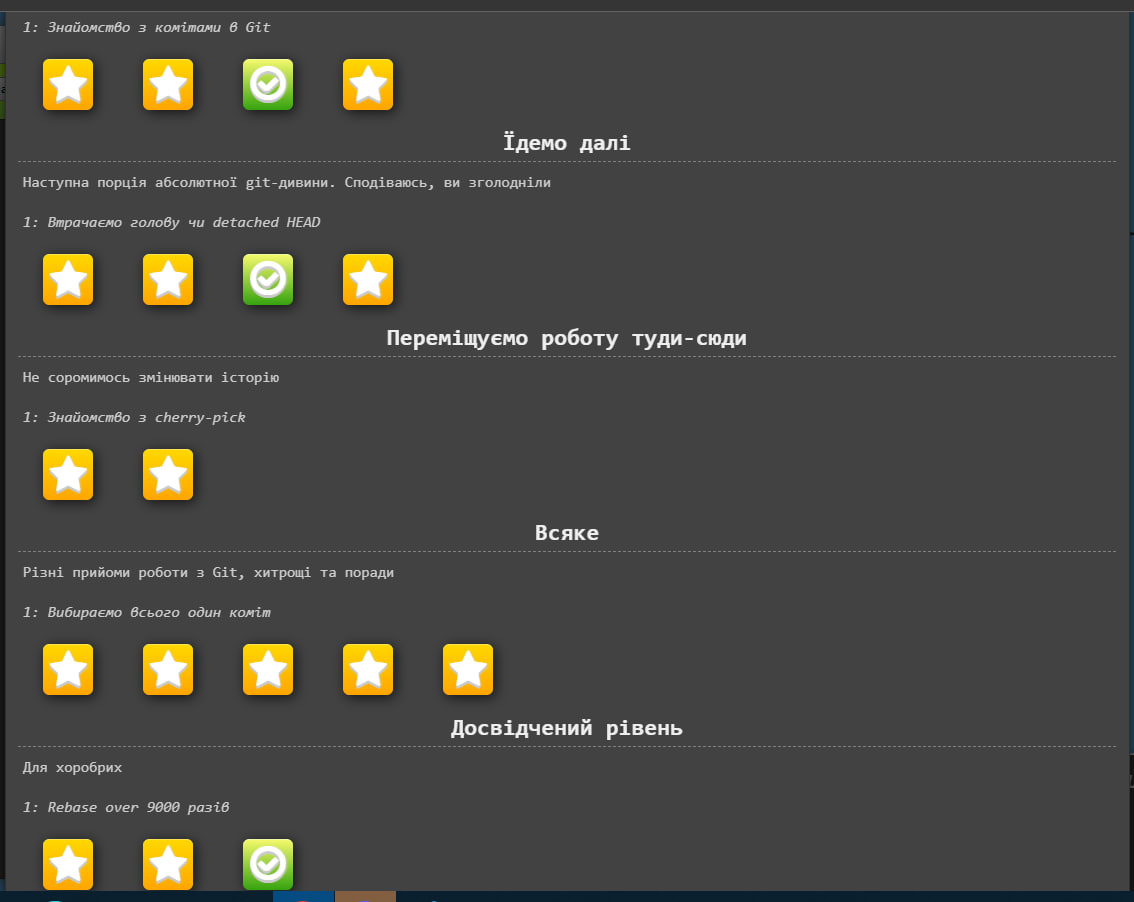 1: Знайомство з комітами в Git
Їдемо далі
Наступна порція абсолютної git-дивини. Сподіваюсь, ви зголодніли
1: Втрачаємо голову чи detached HEAD
Переміщуємо роботу туди-сюди
Не соромимось змінювати історію
1: Знайомство з cherry-pick
Всяке
Різні прийоми роботи з Git, хитрощі та поради
1: Вибираємо всього один коміт
Досвідчений рівень
Для хоробрих
1: Rebase over 9000 разів